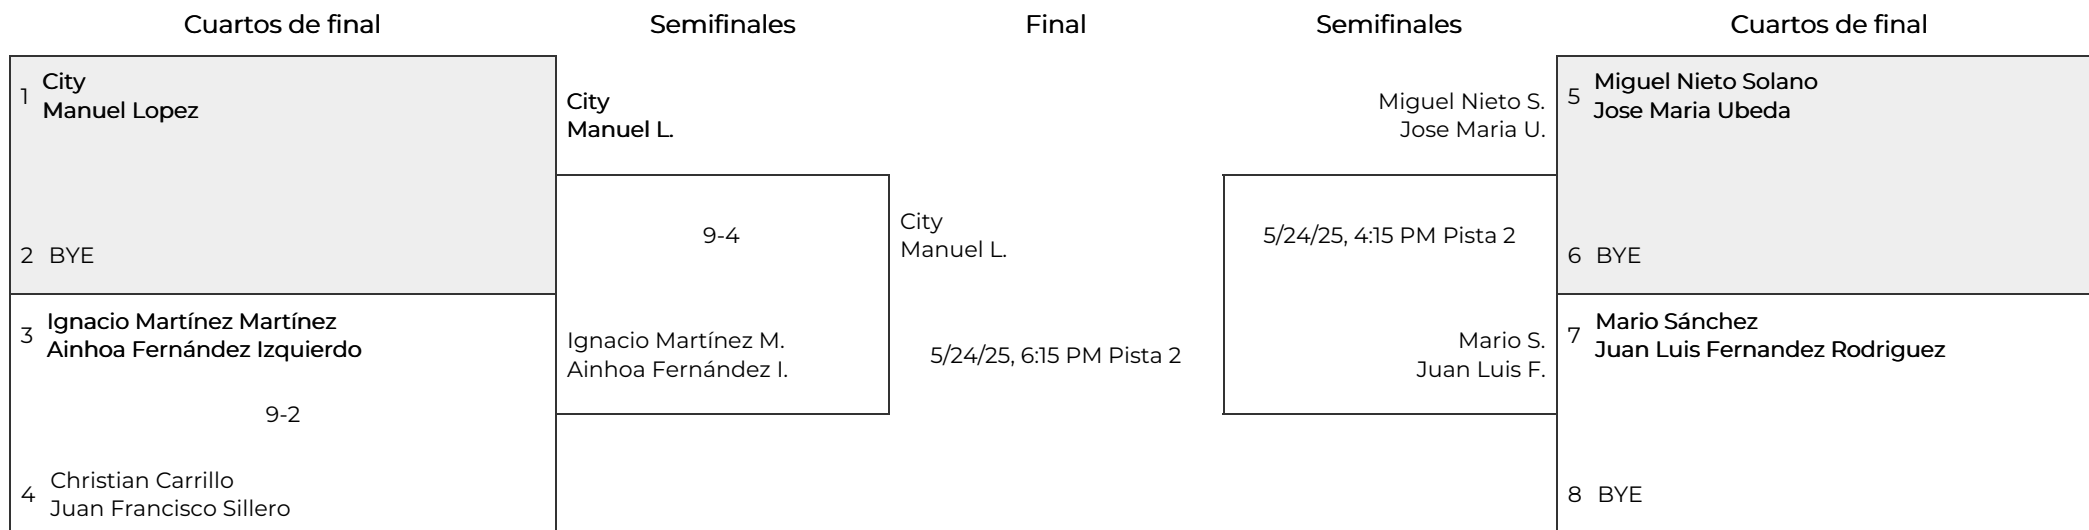 Cuartos de final
Semifinales
Final
Semifinales
Cuartos de final
1
City
Manuel Lopez
2 BYE
3
Ignacio Martínez Martínez
Ainhoa Fernández Izquierdo
9-2
4
Christian Carrillo
Juan Francisco Sillero
City
Manuel L.
9-4
Ignacio Martínez M.
Ainhoa Fernández I.
City
Manuel L.
5/24/25, 6:15 PM Pista 2
Miguel Nieto S.
Jose Maria U.
5/24/25, 4:15 PM Pista 2
Mario S.
Juan Luis F.
5
Miguel Nieto Solano
Jose Maria Ubeda
6 BYE
7
Mario Sánchez
Juan Luis Fernandez Rodriguez
8 BYE